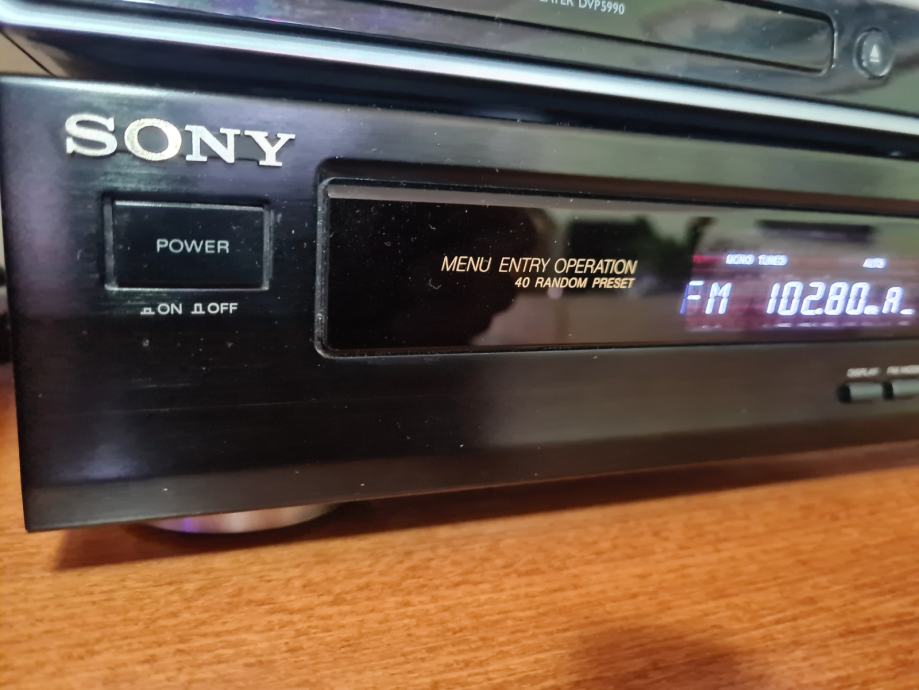 DVP5990
SONY
POWER
ON OFF
MENU ENTRY OPERATION
40 RANDOM PRESET
MONO TUNED AUTO
FM 102.80 A
DISPLAY